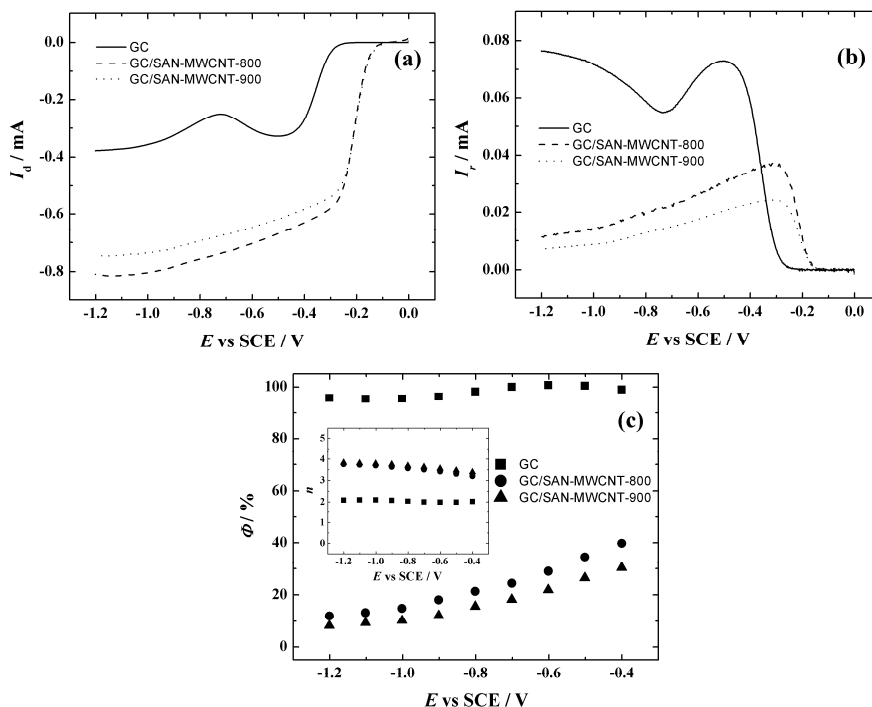 (a)
GC
GC/SAN-MWCNT-800
GC/SAN-MWCNT-900
0.0
-0.2
-0.4
-0.6
-0.8
I_d / mA
-1.2 -1.0 -0.8 -0.6 -0.4 -0.2 0.0
E vs SCE / V
(b)
GC
GC/SAN-MWCNT-800
GC/SAN-MWCNT-900
0.08
0.06
0.04
0.02
0.00
I_r / mA
-1.2 -1.0 -0.8 -0.6 -0.4 -0.2 0.0
E vs SCE / V
(c)
GC
GC/SAN-MWCNT-800
GC/SAN-MWCNT-900
100
80
60
40
20
0
Φ / %
5
4
3
2
1
0
n
-1.2 -1.0 -0.8 -0.6 -0.4
E vs SCE / V
-1.2 -1.0 -0.8 -0.6 -0.4
E vs SCE / V